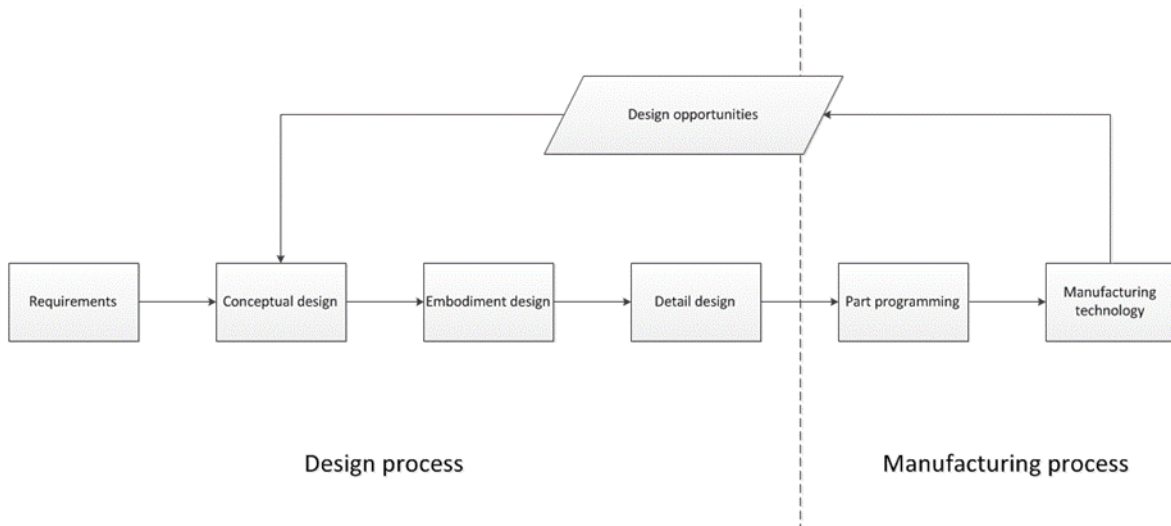 Design opportunities
Requirements
Conceptual design
Embodiment design
Detail design
Part programming
Manufacturing
technology
Design process
Manufacturing process